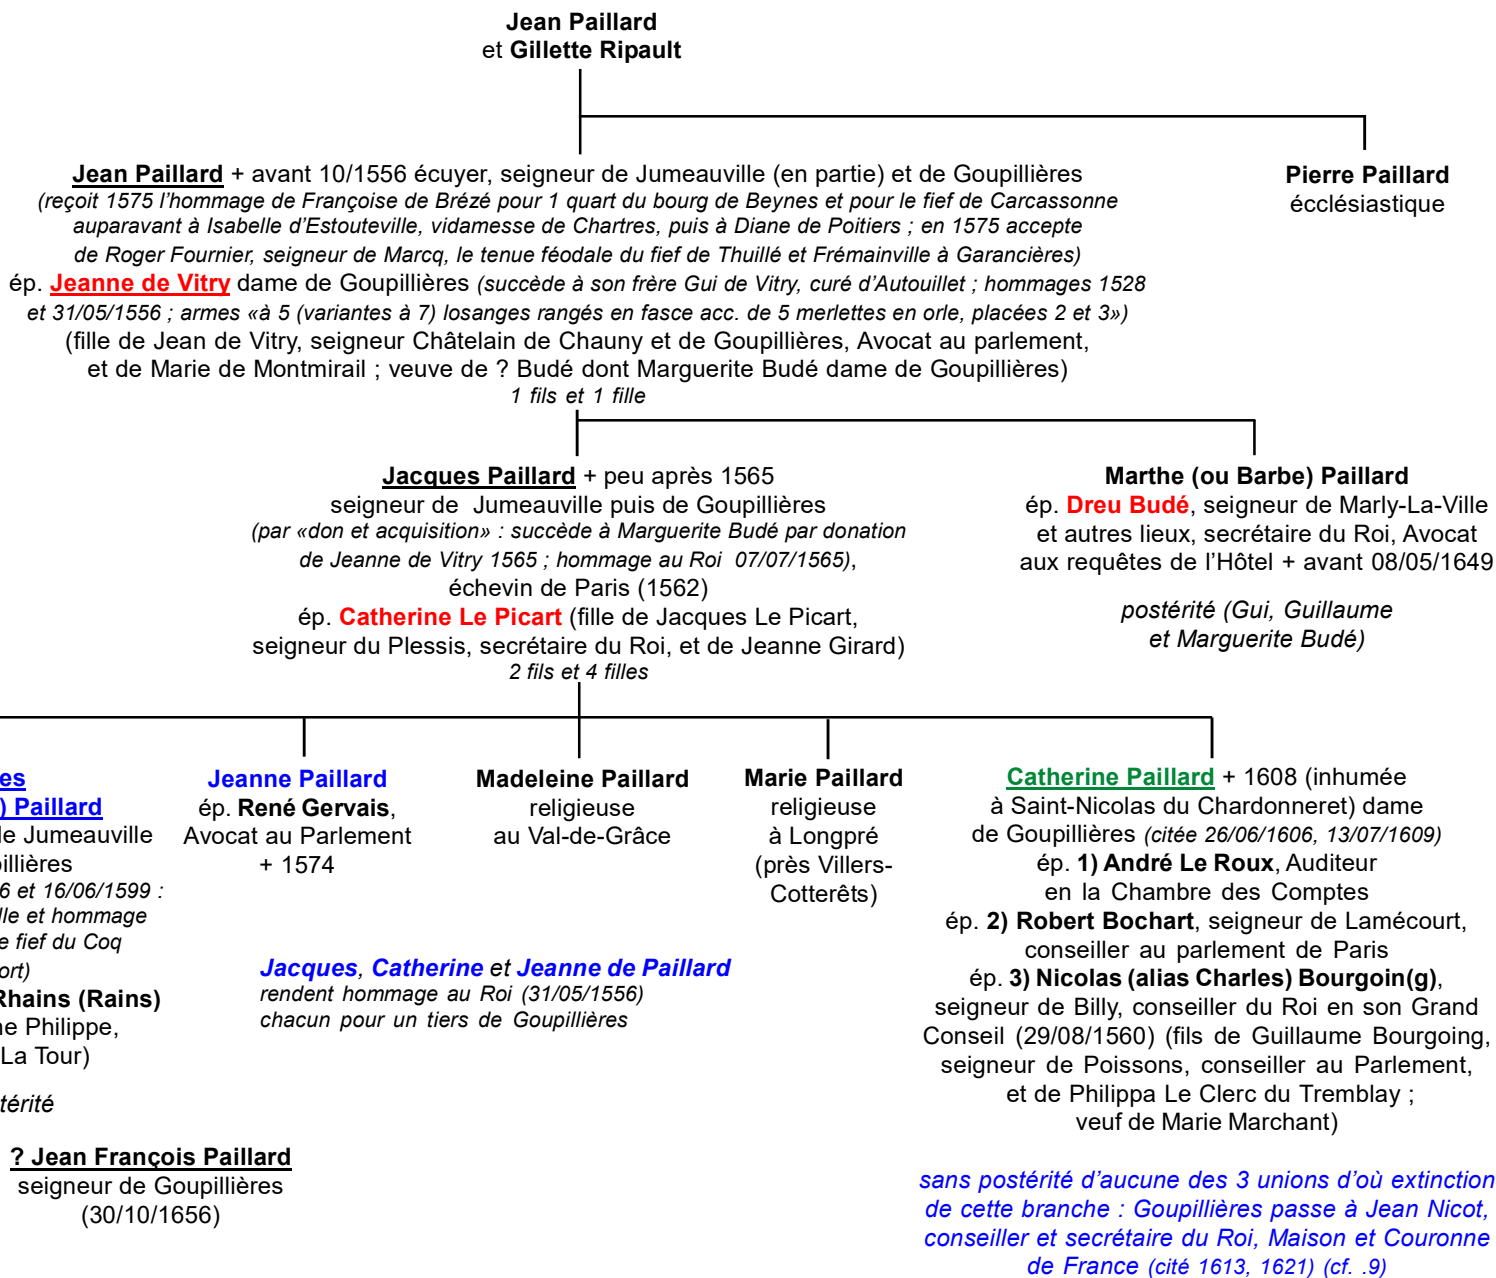 Jean Paillard
et Gillette Ripault
Jean Paillard + avant 10/1556 écuyer, seigneur de Jumeauville (en partie) et de Goupillières
(reçoit 1575 l’hommage de Françoise de Brézé pour 1 quart du bourg de Beynes et pour le fief de Carcassonne
auparavant à Isabelle d’Estouteville, vidamesse de Chartres, puis à Diane de Poitiers ; en 1575 accepte
de Roger Fournier, seigneur de Marcq, le tenue féodale du fief de Thuillé et Frémainville à Garancières)
ép. Jeanne de Vitry dame de Goupillières (succède à son frère Gui de Vitry, curé d’Autouillet ; hommages 1528
et 31/05/1556 ; armes «à 5 (variantes à 7) losanges rangés en fasce acc. de 5 merlettes en orle, placées 2 et 3»)
(fille de Jean de Vitry, seigneur Châtelain de Chauny et de Goupillières, Avocat au parlement,
et de Marie de Montmirail ; veuve de ? Budé dont Marguerite Budé dame de Goupillières)
1 fils et 1 fille
Pierre Paillard
écclésiastique
Jacques Paillard + peu après 1565
seigneur de Jumeauville puis de Goupillières
(par «don et acquisition» : succède à Marguerite Budé par donation
de Jeanne de Vitry 1565 ; hommage au Roi 07/07/1565),
échevin de Paris (1562)
ép. Catherine Le Picart (fille de Jacques Le Picart,
seigneur du Plessis, secrétaire du Roi, et de Jeanne Girard)
2 fils et 4 filles
Marthe (ou Barbe) Paillard
ép. Dreu Budé, seigneur de Marly-La-Ville
et autres lieux, secrétaire du Roi, Avocat
aux requêtes de l’Hôtel + avant 08/05/1649
postérité (Gui, Guillaume
et Marguerite Budé)
es
) Paillard
e Jumeauville
illières
6 et 16/06/1599 :
lle et hommage
e fief du Coq
ort)
Rhains (Rains)
ne Philippe,
La Tour)
térité
? Jean François Paillard
seigneur de Goupillières
(30/10/1656)
Jeanne Paillard
ép. René Gervais,
Avocat au Parlement
+ 1574
Madeleine Paillard
religieuse
au Val-de-Grâce
Marie Paillard
religieuse
à Longpré
(près Villers-
Cotterêts)
Jacques, Catherine et Jeanne de Paillard
rendent hommage au Roi (31/05/1556)
chacun pour un tiers de Goupillières
Catherine Paillard + 1608 (inhumée
à Saint-Nicolas du Chardonneret) dame
de Goupillières (citée 26/06/1606, 13/07/1609)
ép. 1) André Le Roux, Auditeur
en la Chambre des Comptes
ép. 2) Robert Bochart, seigneur de Lamécourt,
conseiller au parlement de Paris
ép. 3) Nicolas (alias Charles) Bourgoin(g),
seigneur de Billy, conseiller du Roi en son Grand
Conseil (29/08/1560) (fils de Guillaume Bourgoing,
seigneur de Poissons, conseiller au Parlement,
et de Philippa Le Clerc du Tremblay ;
veuf de Marie Marchant)
sans postérité d’aucune des 3 unions d’où extinction
de cette branche : Goupillières passe à Jean Nicot,
conseiller et secrétaire du Roi, Maison et Couronne
de France (cité 1613, 1621) (cf. .9)